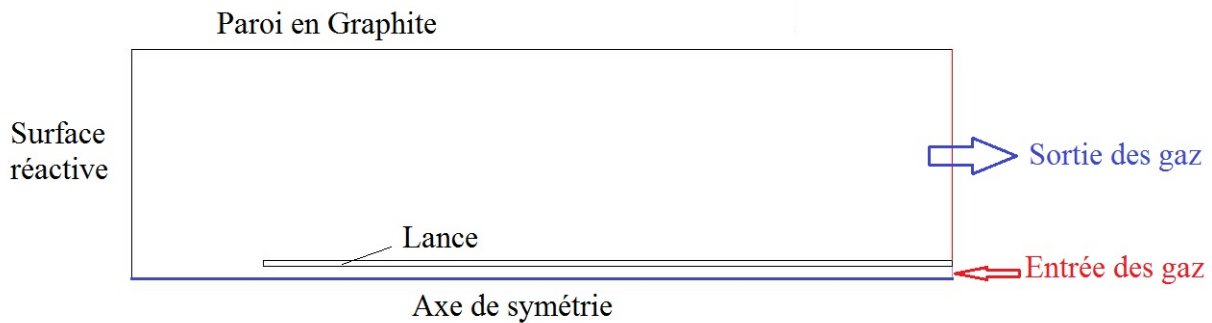 Paroi en Graphite
Surface
réactive
Sortie des gaz
Lance
Entrée des gaz
Axe de symétrie